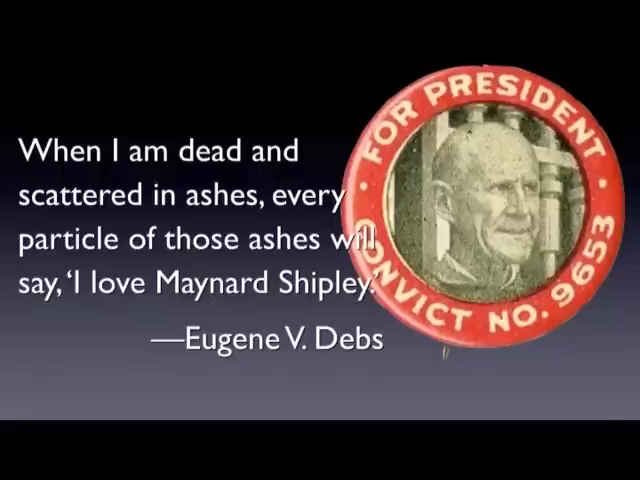 When I am dead and
scattered in ashes, every
particle of those ashes will
say, ‘I love Maynard Shipley.’
—Eugene V. Debs
• FOR PRESIDENT •
CONVICT NO. 9653